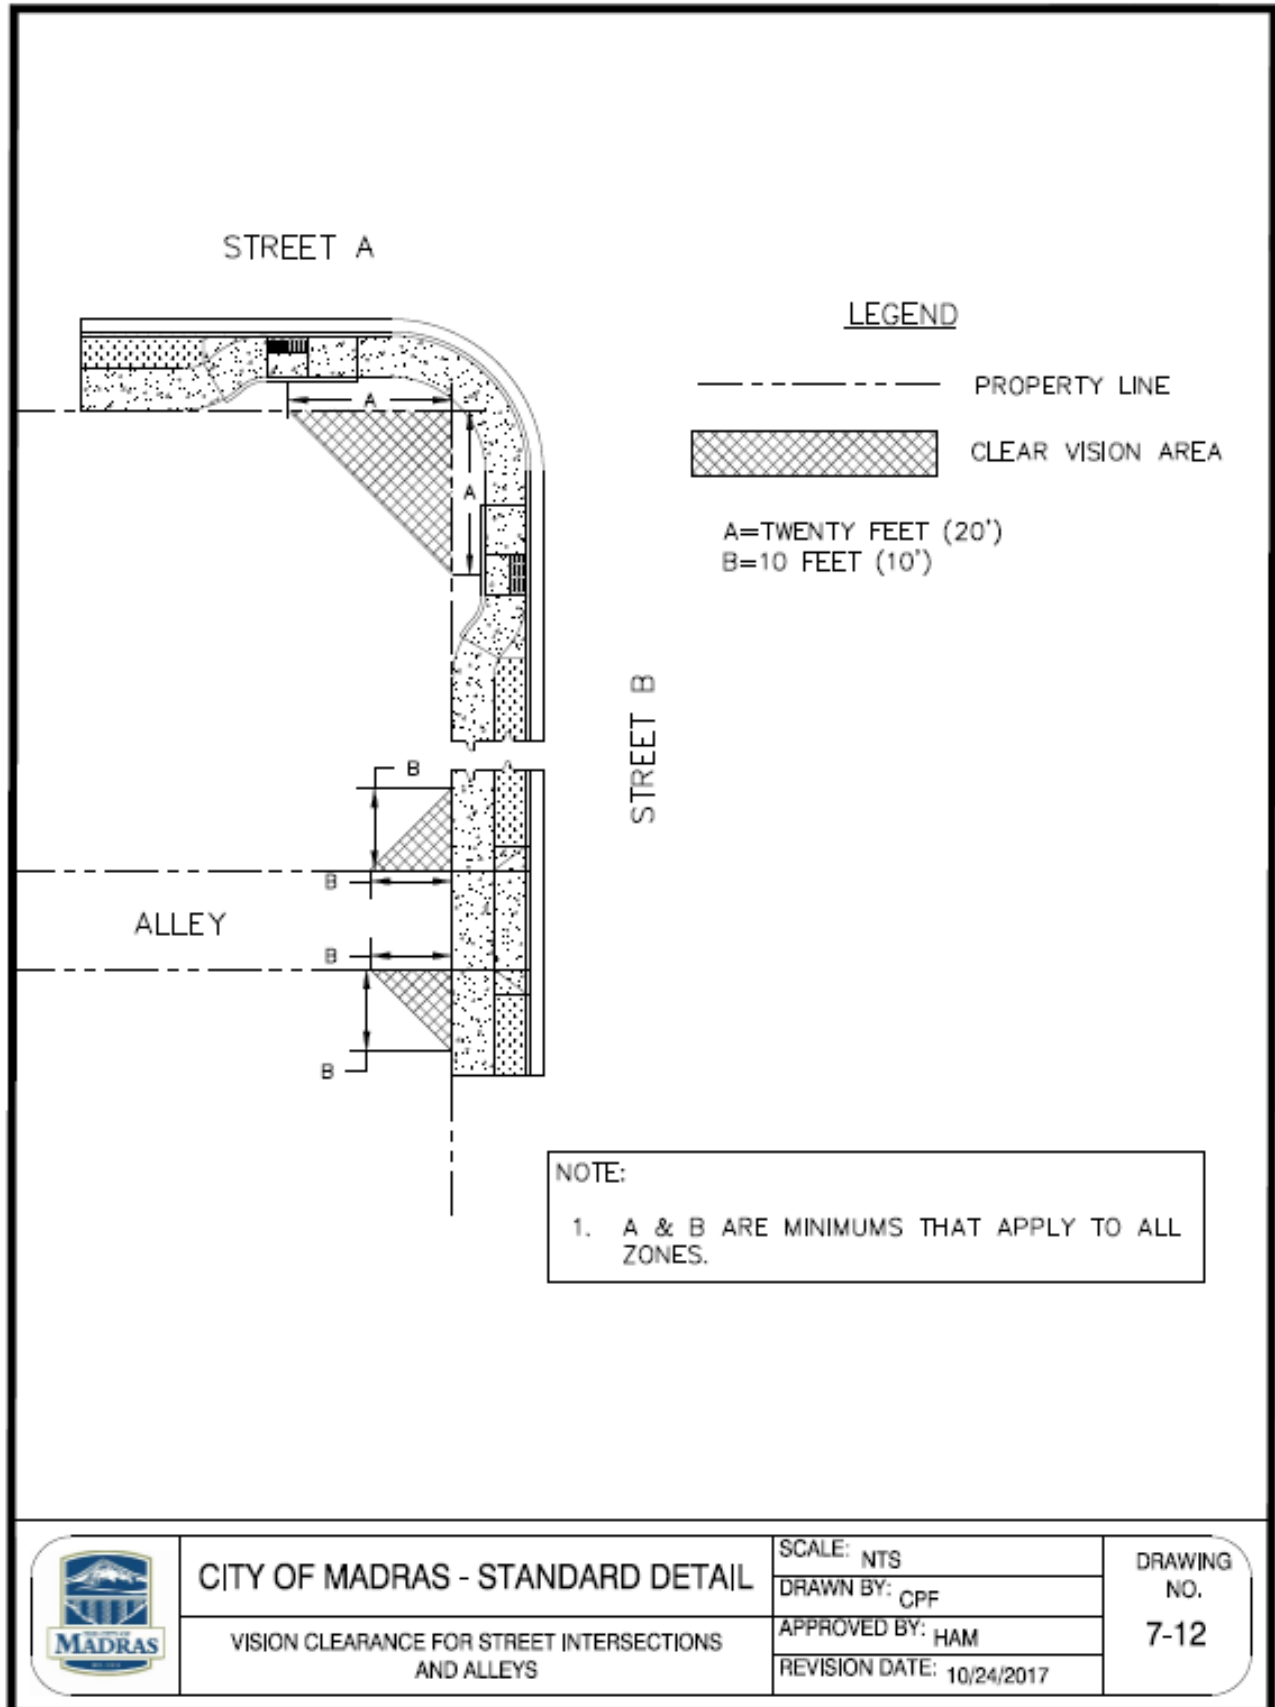 STREET A
LEGEND
PROPERTY LINE
CLEAR VISION AREA
A=TWENTY FEET (20')
B=10 FEET (10')
A
A
STREET B
B
B
ALLEY
B
B
NOTE:
1. A & B ARE MINIMUMS THAT APPLY TO ALL
ZONES.
CITY OF MADRAS - STANDARD DETAIL
VISION CLEARANCE FOR STREET INTERSECTIONS
AND ALLEYS
SCALE: NTS
DRAWN BY: CPF
APPROVED BY: HAM
REVISION DATE: 10/24/2017
DRAWING
NO.
7-12
MADRAS